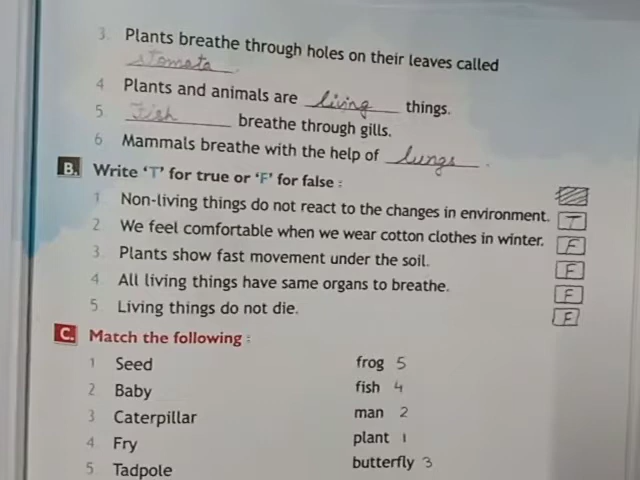 3. Plants breathe through holes on their leaves called
stomata.
4 Plants and animals are living things.
5 Fish breathe through gills.
6 Mammals breathe with the help of lungs.
B. Write 'T' for true or 'F' for false:
1 Non-living things do not react to the changes in environment. T
2 We feel comfortable when we wear cotton clothes in winter. F
3. Plants show fast movement under the soil. F
4. All living things have same organs to breathe. F
5. Living things do not die. F
C. Match the following:
1 Seed frog 5
2 Baby fish 4
3 Caterpillar man 2
4 Fry plant 1
5 Tadpole butterfly 3